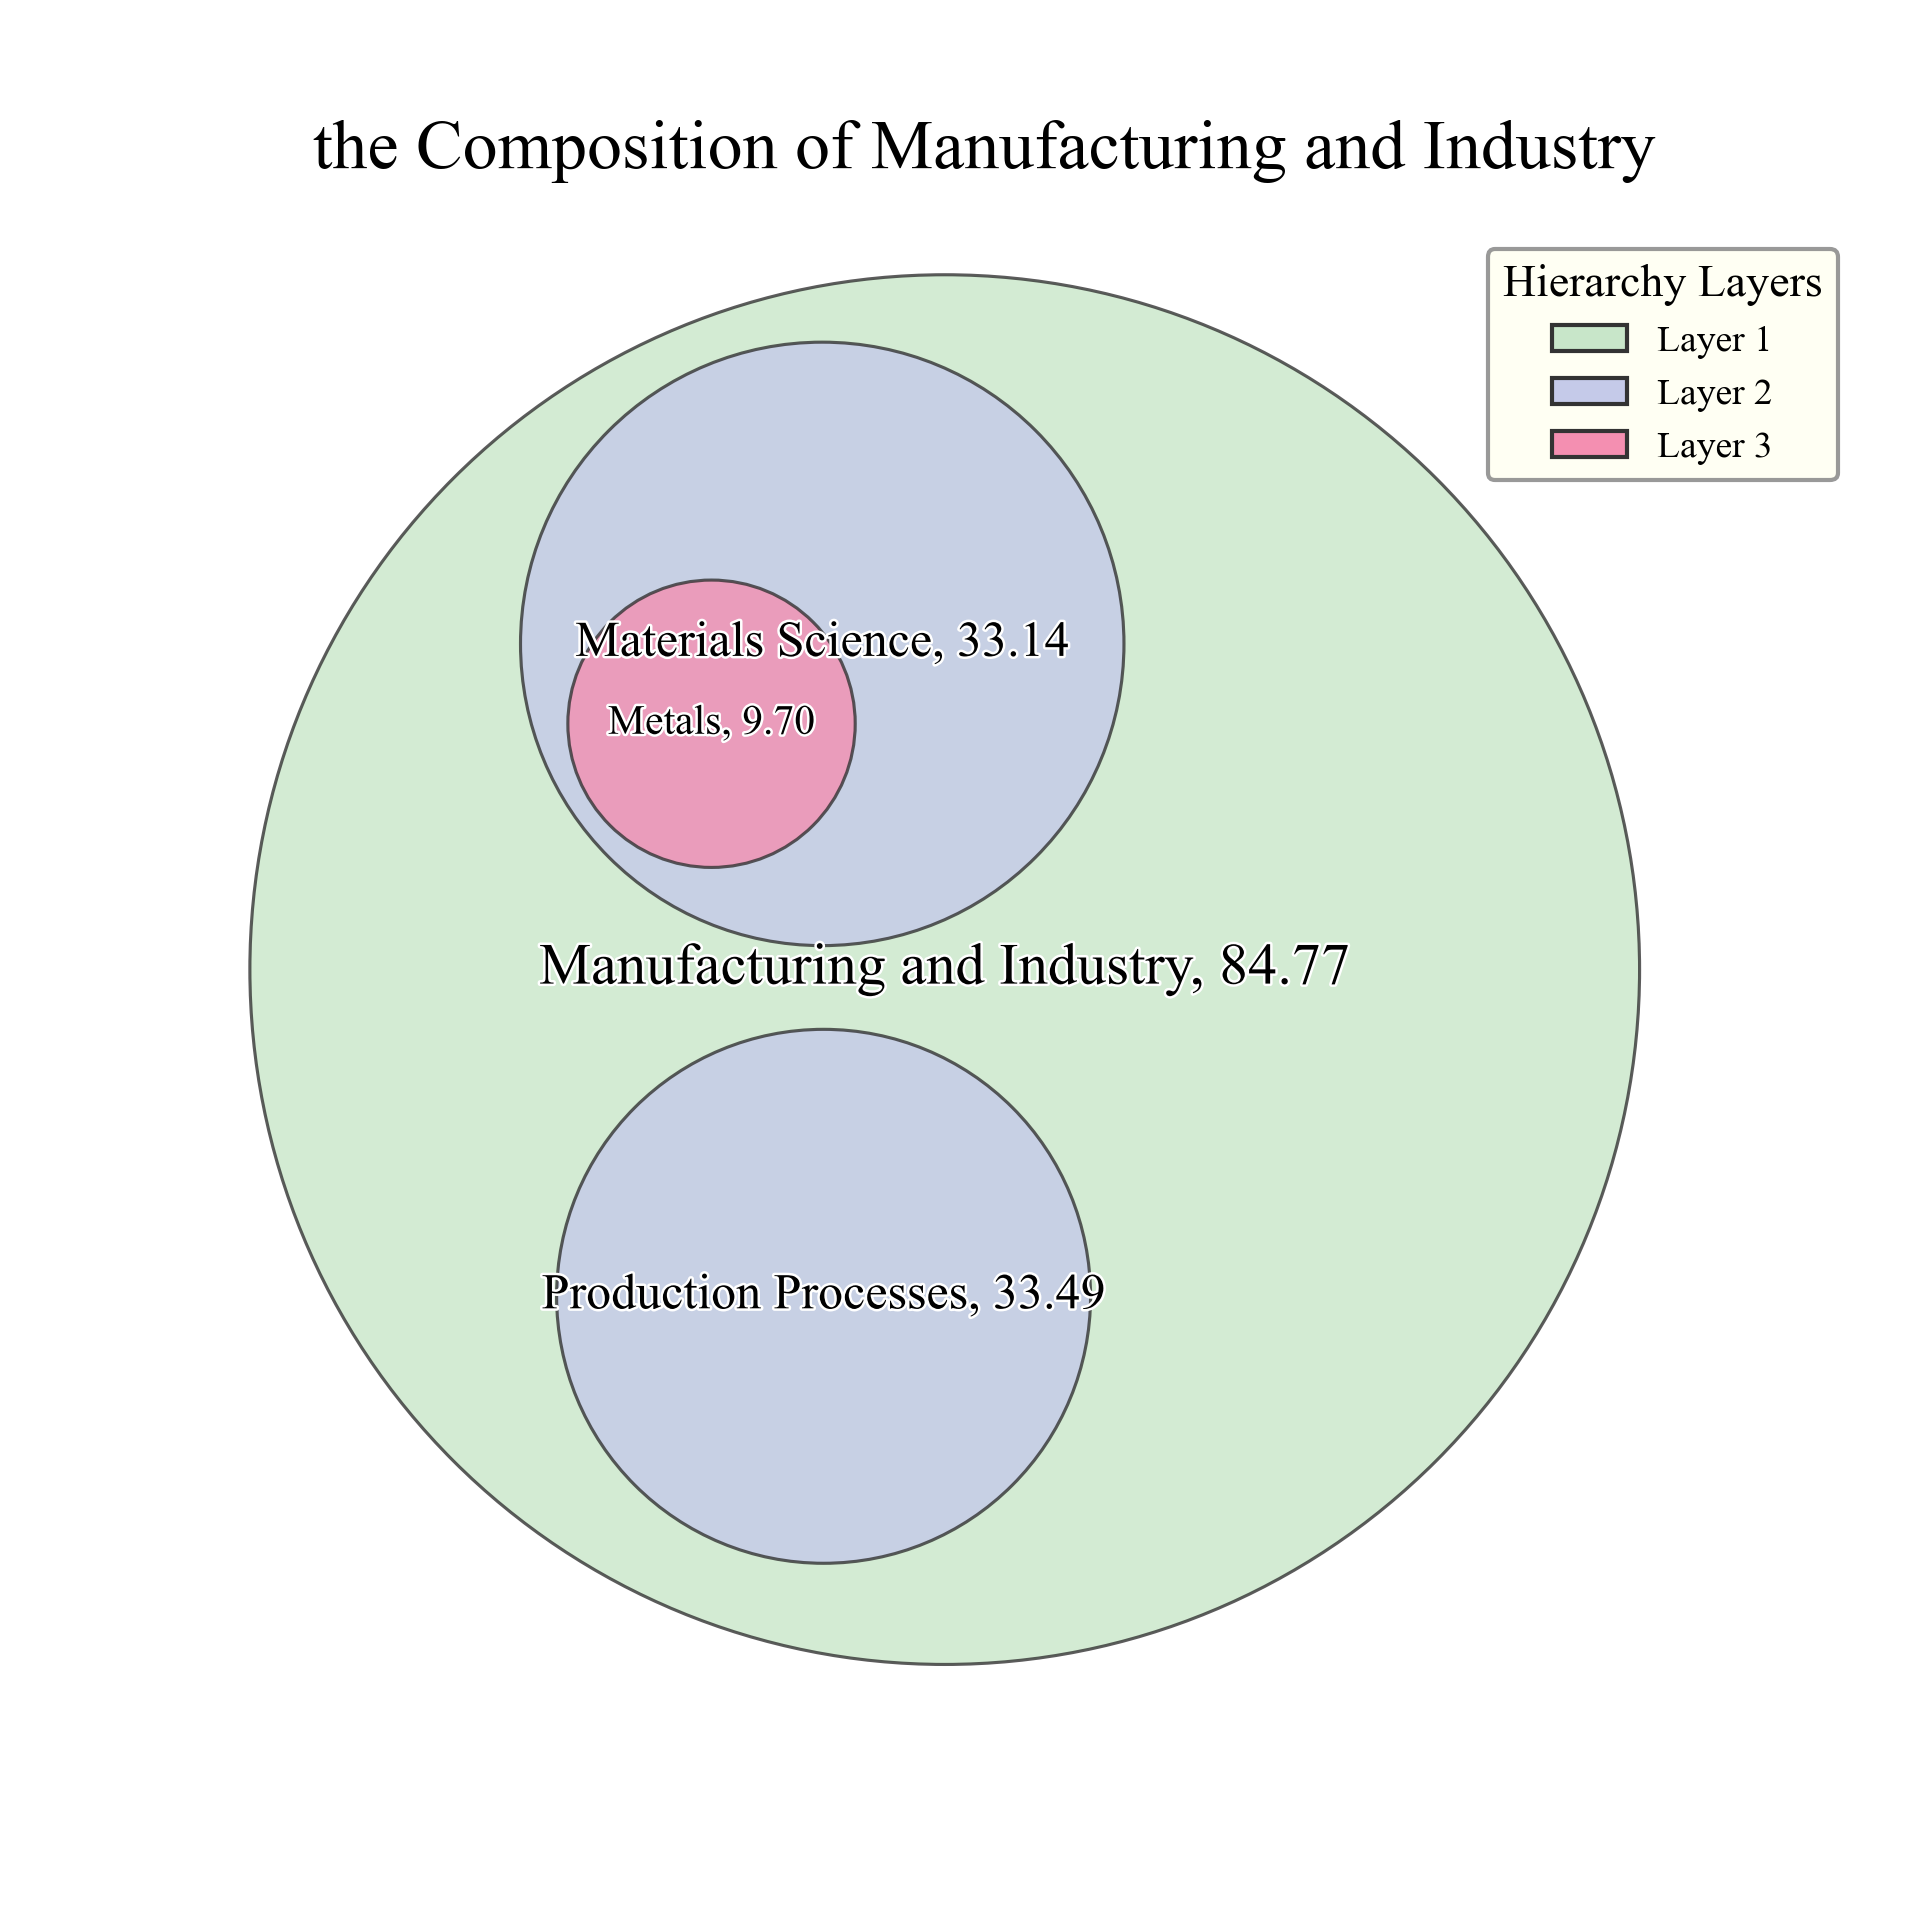 the Composition of Manufacturing and Industry
Hierarchy Layers
Layer 1
Layer 2
Layer 3
Materials Science, 33.14
Metals, 9.70
Manufacturing and Industry, 84.77
Production Processes, 33.49